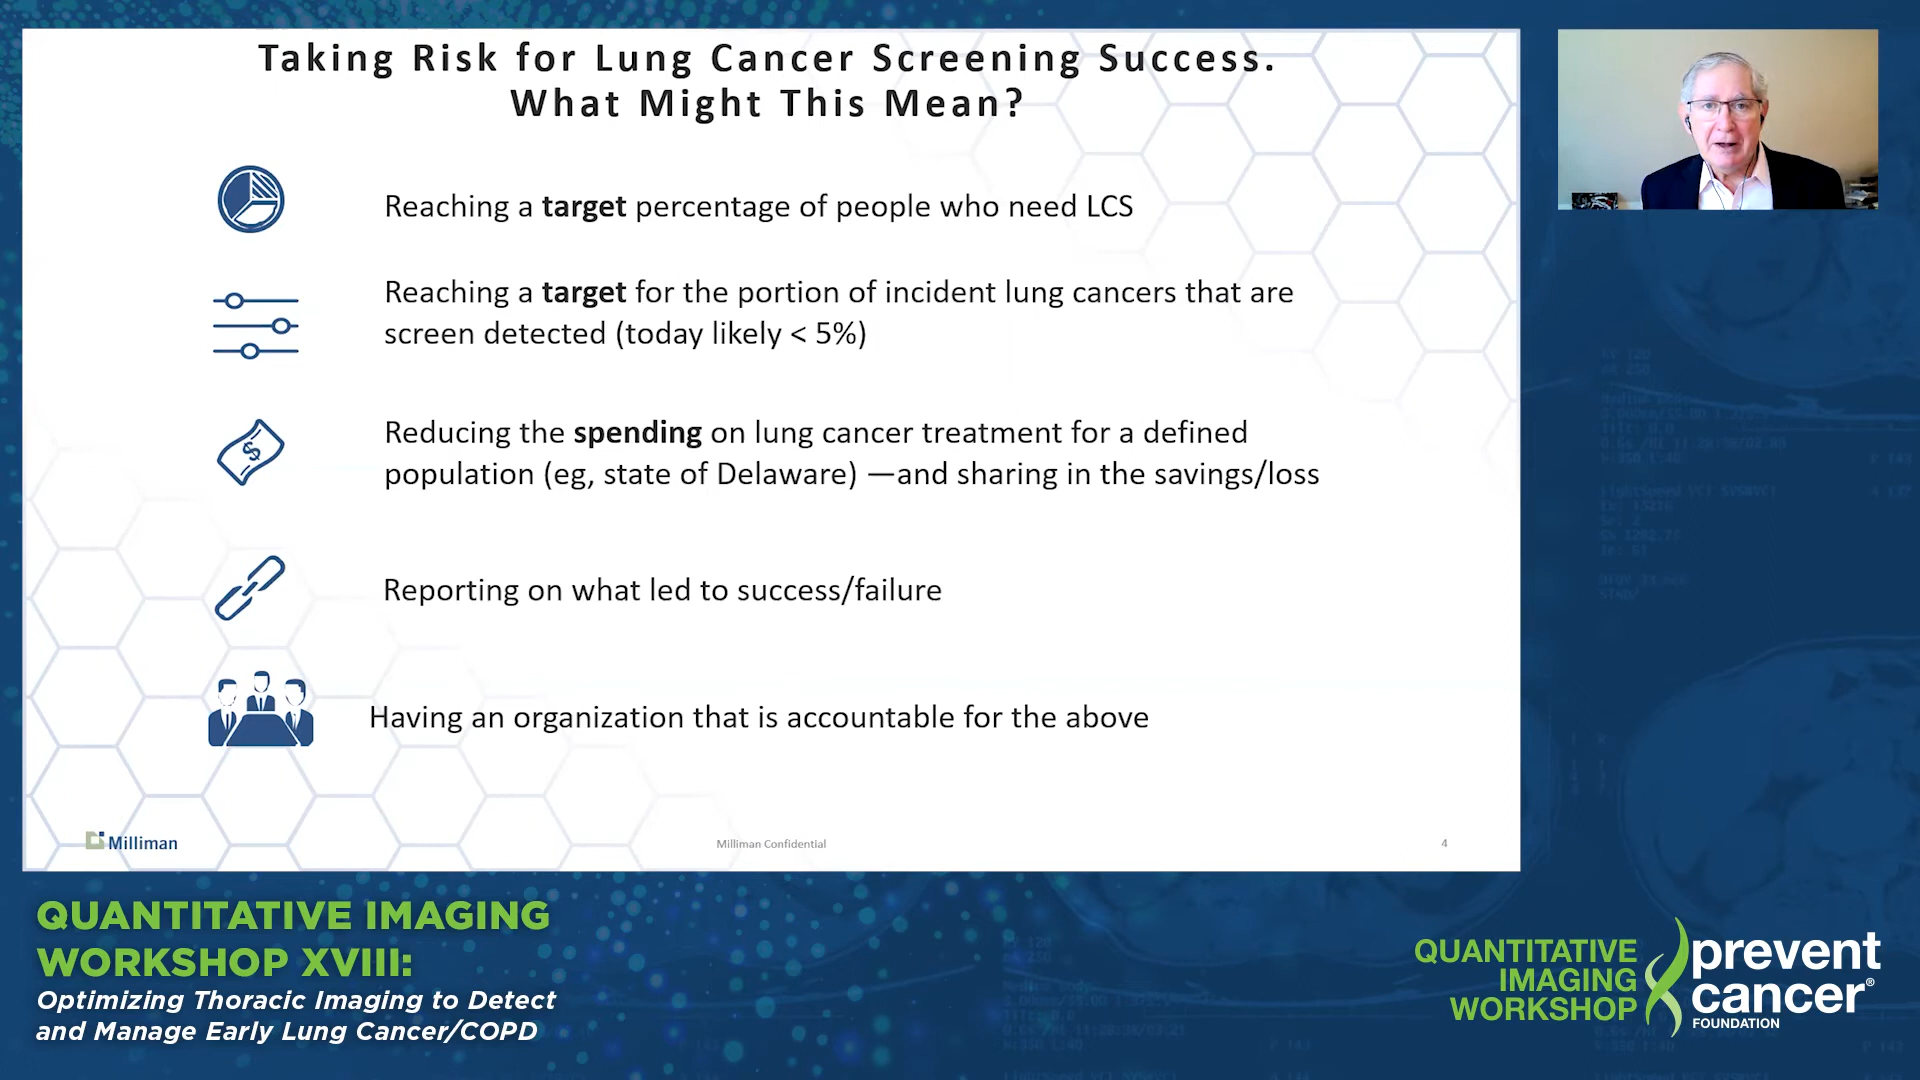 Taking Risk for Lung Cancer Screening Success.
What Might This Mean?
Reaching a target percentage of people who need LCS
Reaching a target for the portion of incident lung cancers that are
screen detected (today likely < 5%)
$
Reducing the spending on lung cancer treatment for a defined
population (eg, state of Delaware) —and sharing in the savings/loss
Reporting on what led to success/failure
Having an organization that is accountable for the above
Milliman
Milliman Confidential
4
QUANTITATIVE IMAGING
WORKSHOP XVIII:
Optimizing Thoracic Imaging to Detect
and Manage Early Lung Cancer/COPD
QUANTITATIVE
IMAGING
WORKSHOP
prevent
cancer®
FOUNDATION